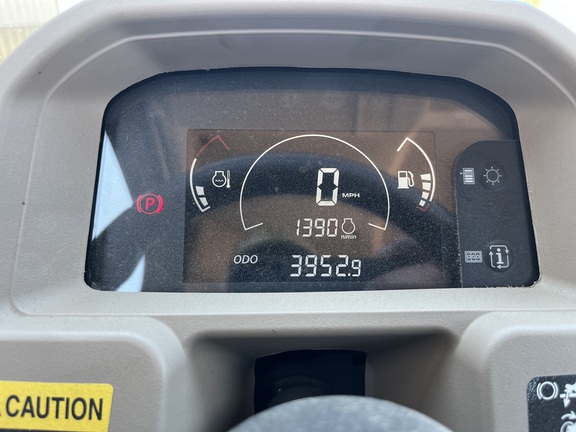 0 MPH
P
1390 n/min
ODO 3952.9
i
CAUTION